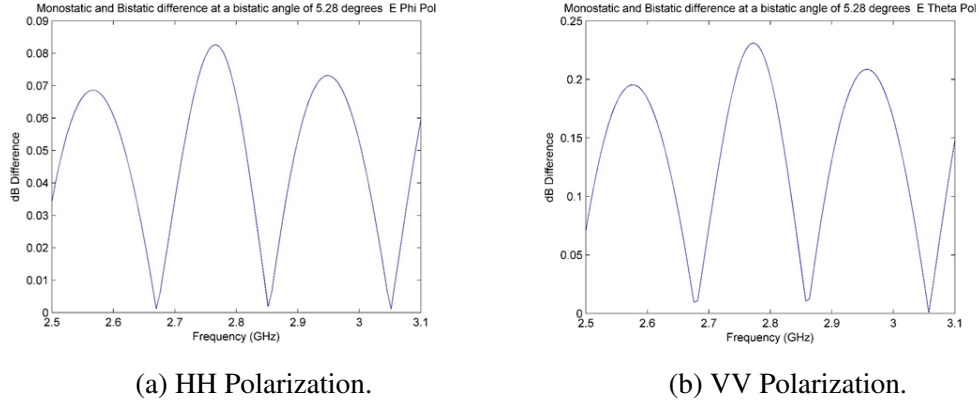 Monostatic and Bistatic difference at a bistatic angle of 5.28 degrees E Phi Pol
0.09
0.08
0.07
0.06
0.05
0.04
0.03
0.02
0.01
0
dB Difference
2.5 2.6 2.7 2.8 2.9 3 3.1
Frequency (GHz)
(a) HH Polarization.
Monostatic and Bistatic difference at a bistatic angle of 5.28 degrees E Theta Pol
0.25
0.2
0.15
0.1
0.05
0
dB Difference
2.5 2.6 2.7 2.8 2.9 3 3.1
Frequency (GHz)
(b) VV Polarization.